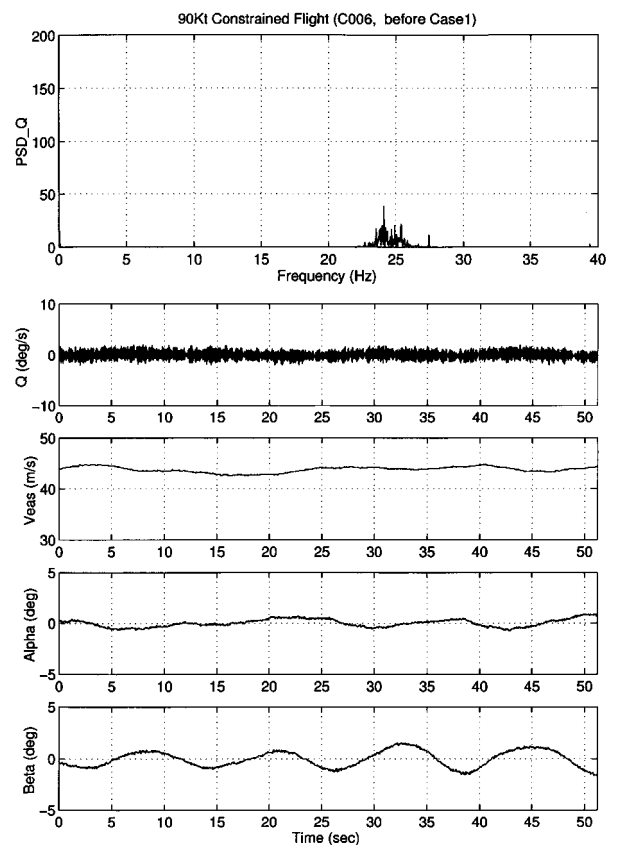 90Kt Constrained Flight (C006, before Case1)
200
150
100
50
0
PSD_Q
0 5 10 15 20 25 30 35 40
Frequency (Hz)
10
0
-10
Q (deg/s)
0 5 10 15 20 25 30 35 40 45 50
50
40
30
Veas (m/s)
0 5 10 15 20 25 30 35 40 45 50
5
0
-5
Alpha (deg)
0 5 10 15 20 25 30 35 40 45 50
5
0
-5
Beta (deg)
0 5 10 15 20 25 30 35 40 45 50
Time (sec)